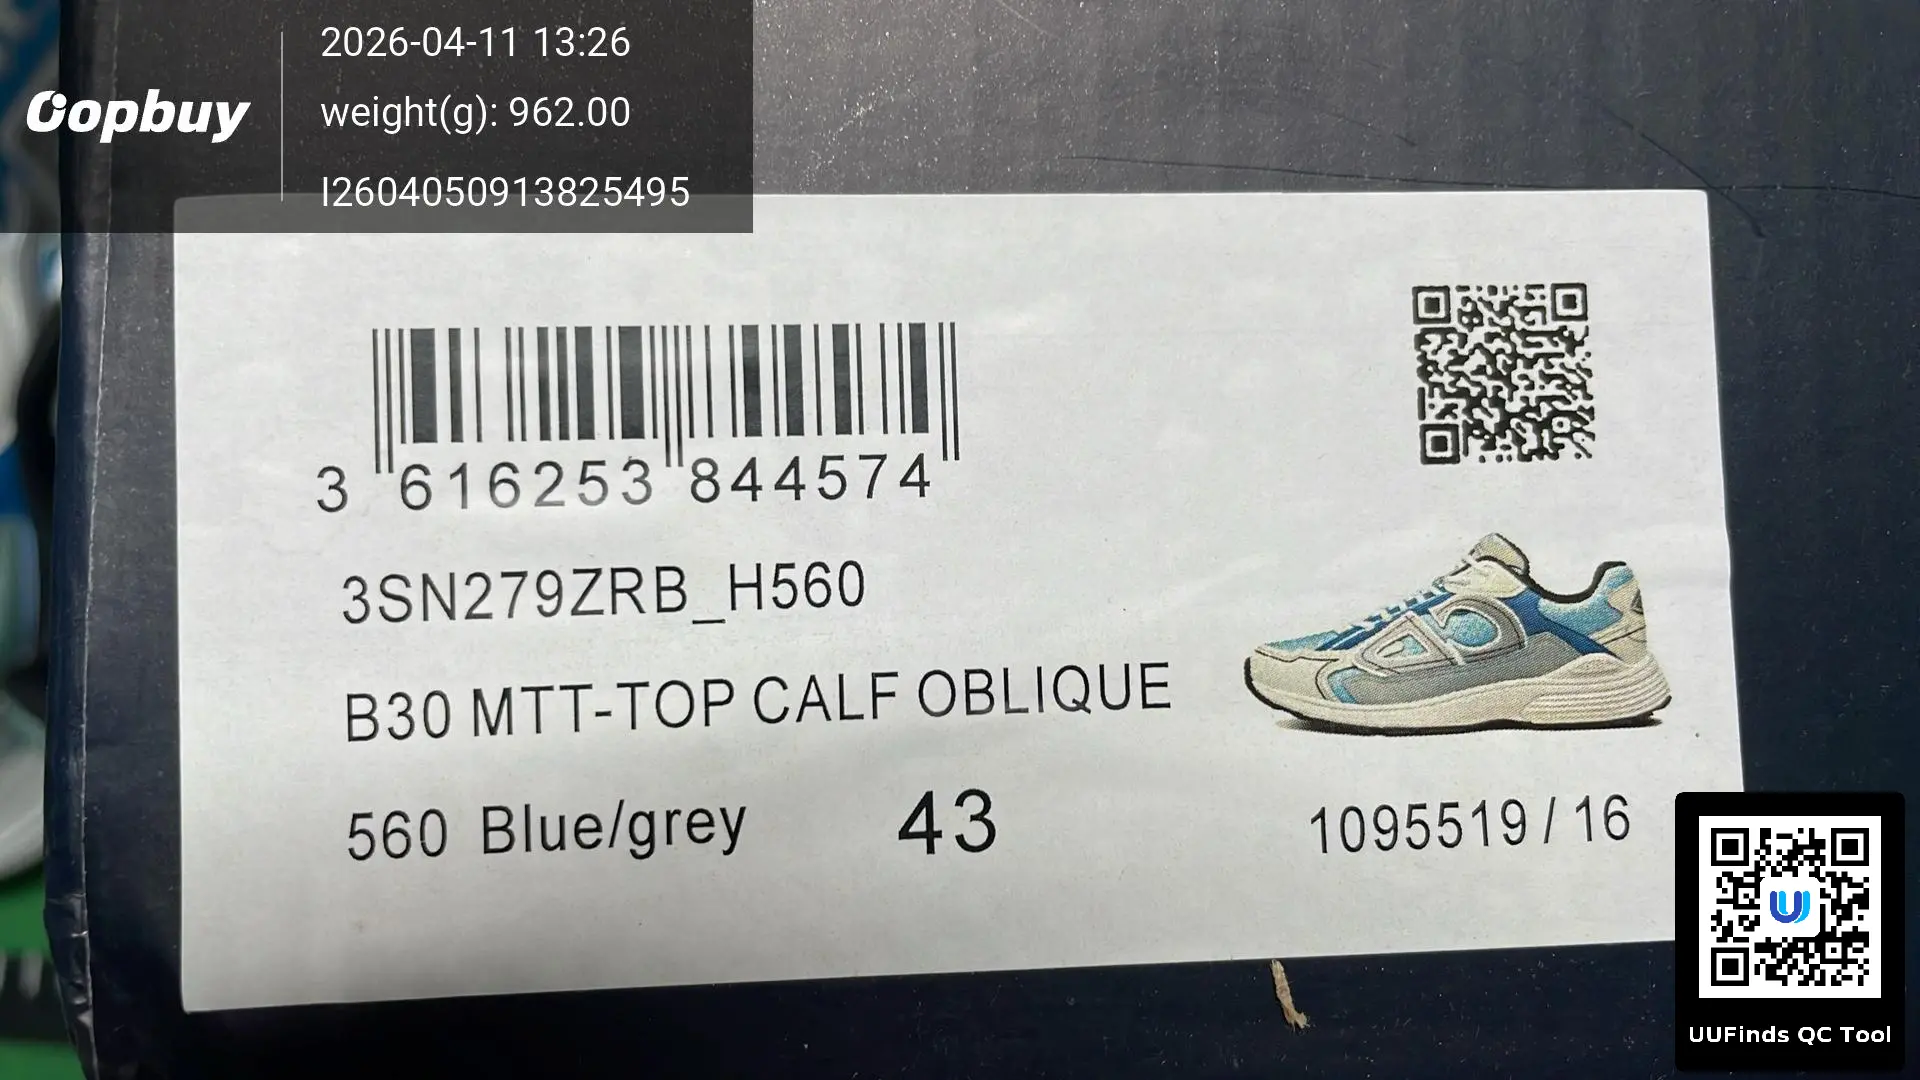 2026-04-11 13:26
oopbuy
weight(g): 962.00
I2604050913825495
3 616253 844574
3SN279ZRB_H560
B30 MTT-TOP CALF OBLIQUE
560 Blue/grey 43 1095519 / 16
U
UUFinds QC Tool